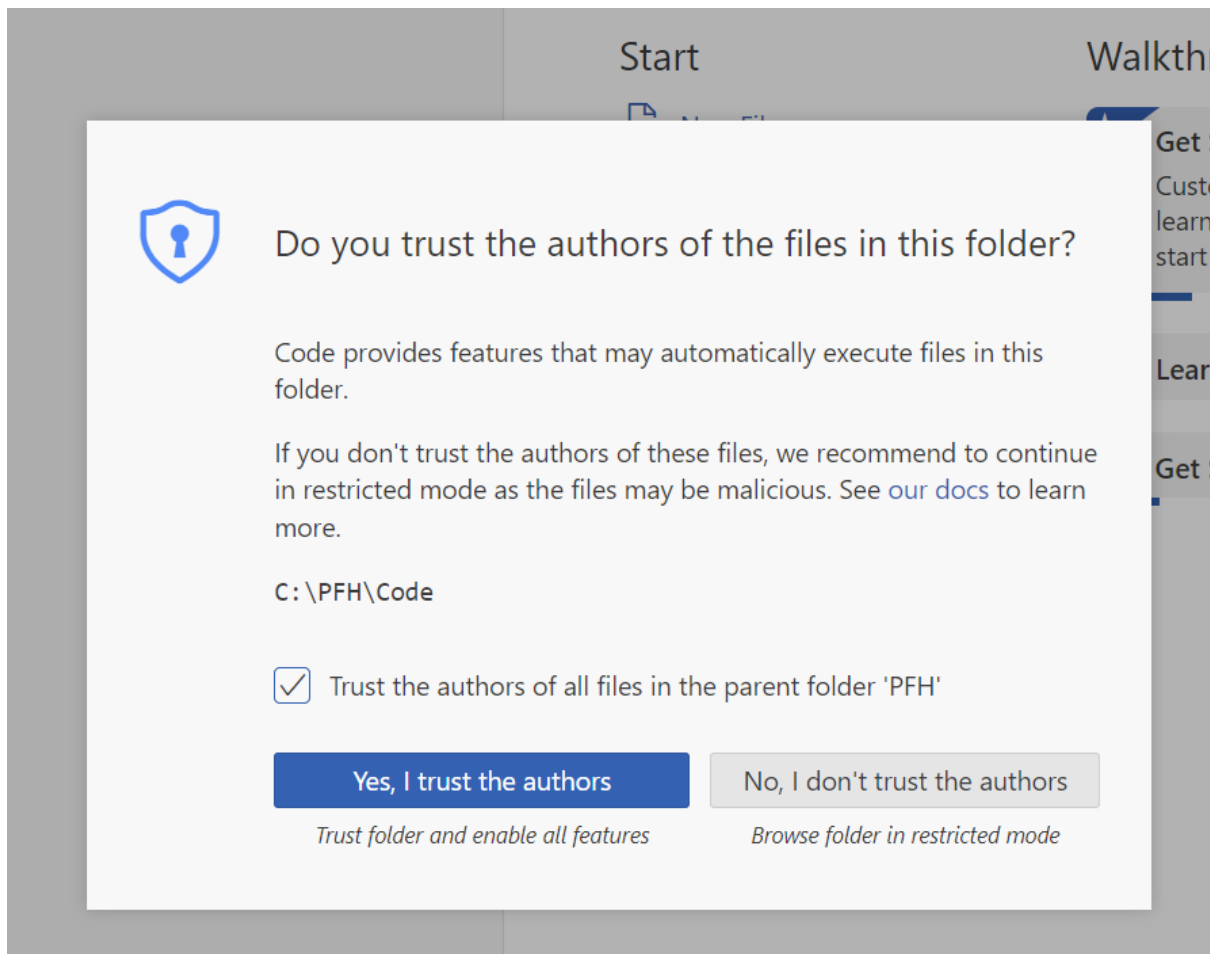 Start
Get
Do you trust the authors of the files in this folder?
Code provides features that may automatically execute files in this
folder.
If you don't trust the authors of these files, we recommend to continue
in restricted mode as the files may be malicious. See our docs to learn
more.
C:\PFH\Code
Trust the authors of all files in the parent folder 'PFH'
Yes, I trust the authors
No, I don't trust the authors
Trust folder and enable all features
Browse folder in restricted mode
learn
start
Get